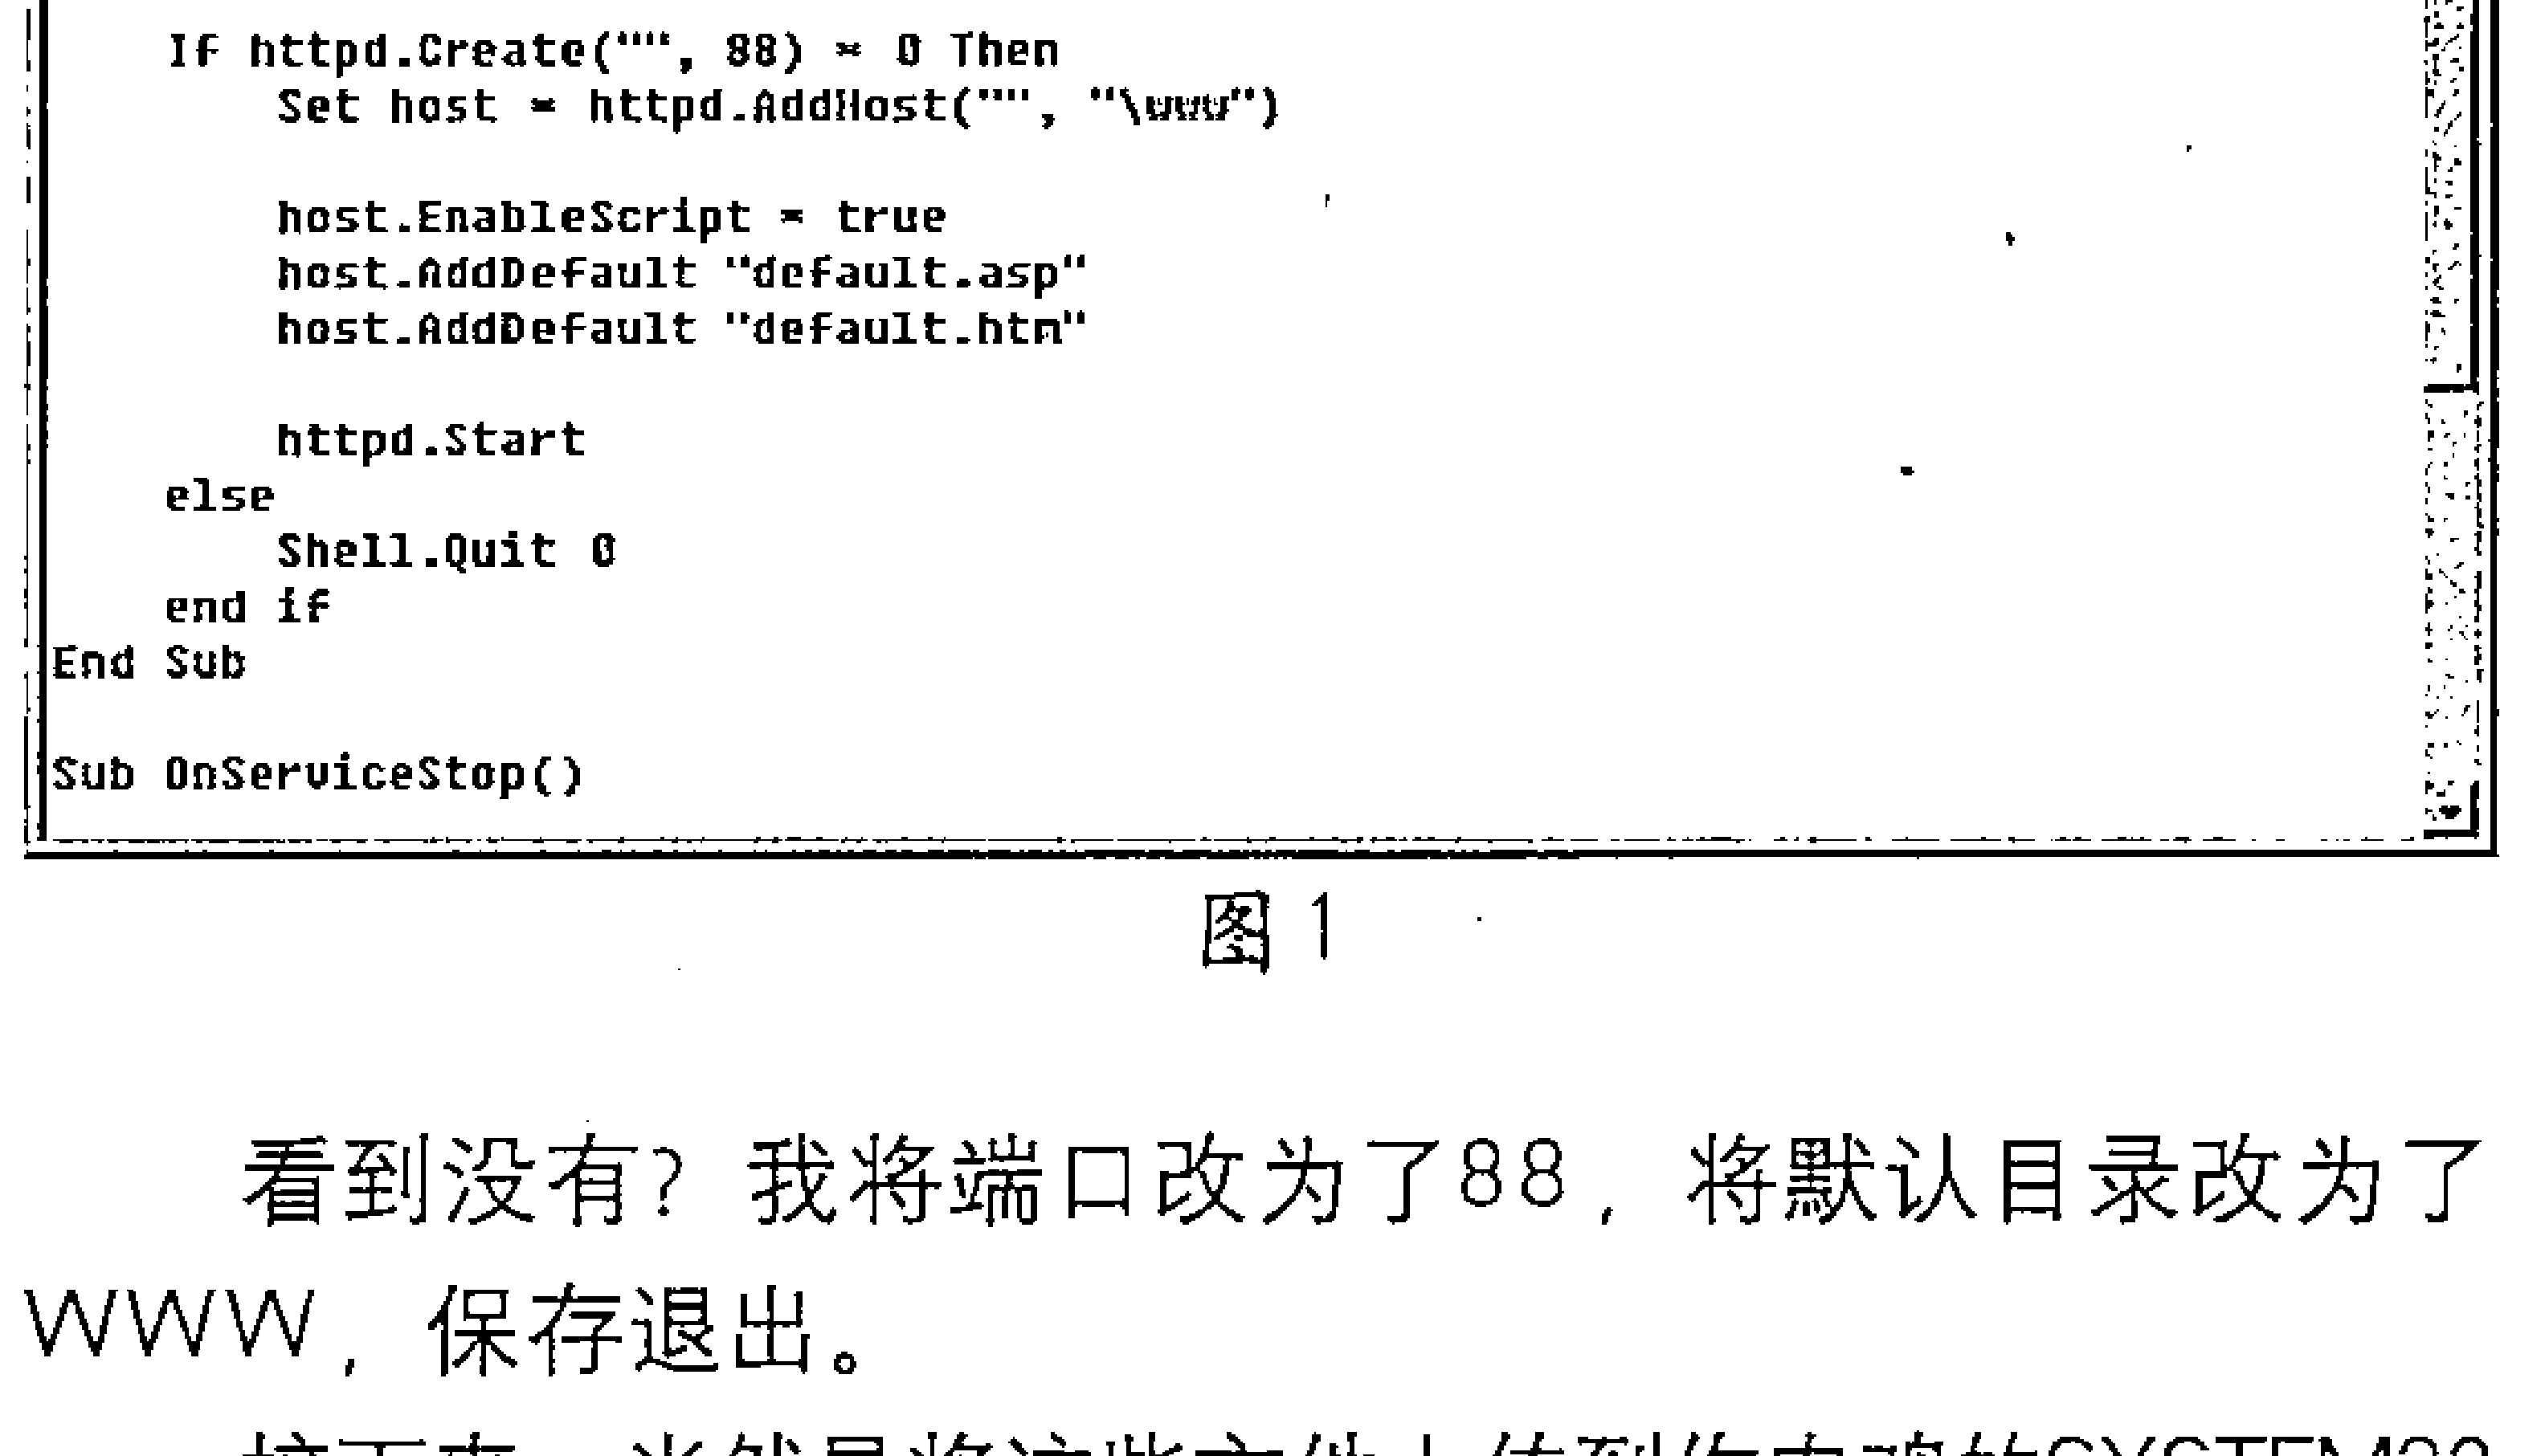 If httpd.Create("", 88) = 0 Then
Set host = httpd.AddHost("", "\www")
host.EnableScript = true
host.AddDefault "default.asp"
host.AddDefault "default.htm"
httpd.Start
else
Shell.Quit 0
end if
End Sub
Sub OnServiceStop()
图 1
看到没有? 我将端口改为了88, 将默认目录改为了
WWW, 保存退出。